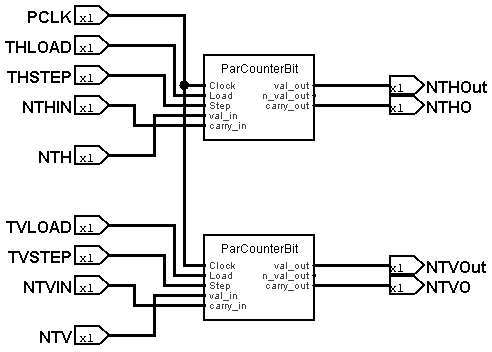 PCLK x1
THLOAD x1
THSTEP x1
NTHIN x1
NTH x1
ParCounterBit
Clock val_out
Load n_val_out
Step carry_out
val_in
carry_in
x1 NTHOut
x1 NTHO
TVLOAD x1
TVSTEP x1
NTVIN x1
NTV x1
ParCounterBit
Clock val_out
Load n_val_out
Step carry_out
val_in
carry_in
x1 NTVOut
x1 NTVO